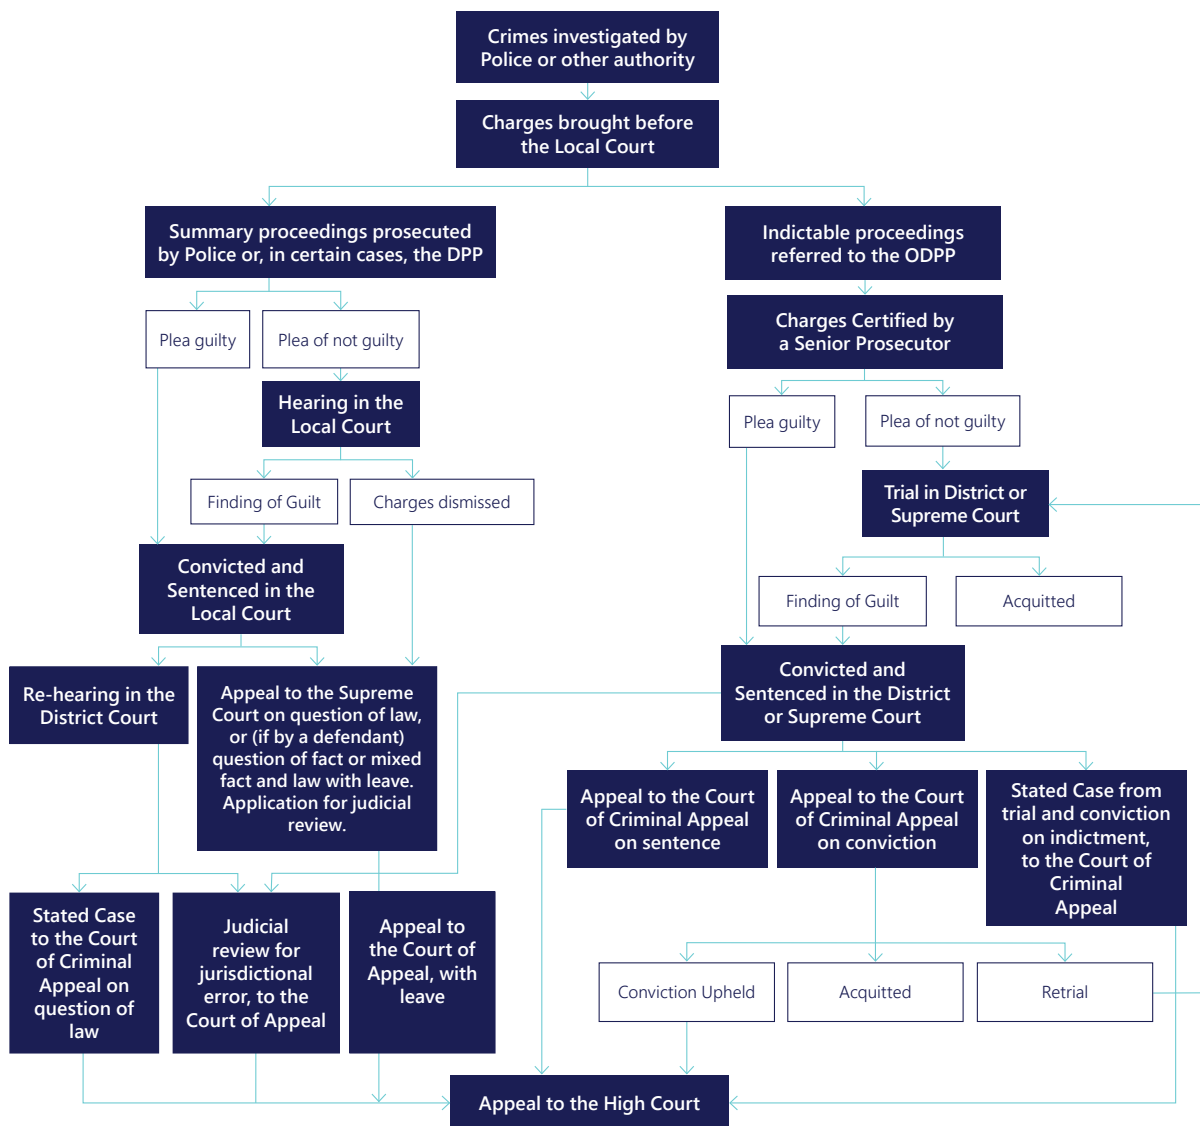 Crimes investigated by
Police or other authority
Charges brought before
the Local Court
Summary proceedings prosecuted
by Police or, in certain cases, the DPP
Indictable proceedings
referred to the ODPP
Plea guilty
Plea of not guilty
Charges Certified by
a Senior Prosecutor
Hearing in the
Local Court
Plea guilty
Plea of not guilty
Finding of Guilt
Charges dismissed
Trial in District or
Supreme Court
Convicted and
Sentenced in the
Local Court
Finding of Guilt
Acquitted
Re-hearing in the
District Court
Appeal to the Supreme
Court on question of law,
or (if by a defendant)
question of fact or mixed
fact and law with leave.
Application for judicial
review.
Convicted and
Sentenced in the District
or Supreme Court
Appeal to the Court
of Criminal Appeal
on sentence
Appeal to the Court
of Criminal Appeal
on conviction
Stated Case from
trial and conviction
on indictment,
to the Court of
Criminal
Appeal
Stated Case
to the Court
of Criminal
Appeal on
question of
law
Judicial
review for
jurisdictional
error, to the
Court of Appeal
Appeal to
the Court of
Appeal, with
leave
Conviction Upheld
Acquitted
Retrial
Appeal to the High Court